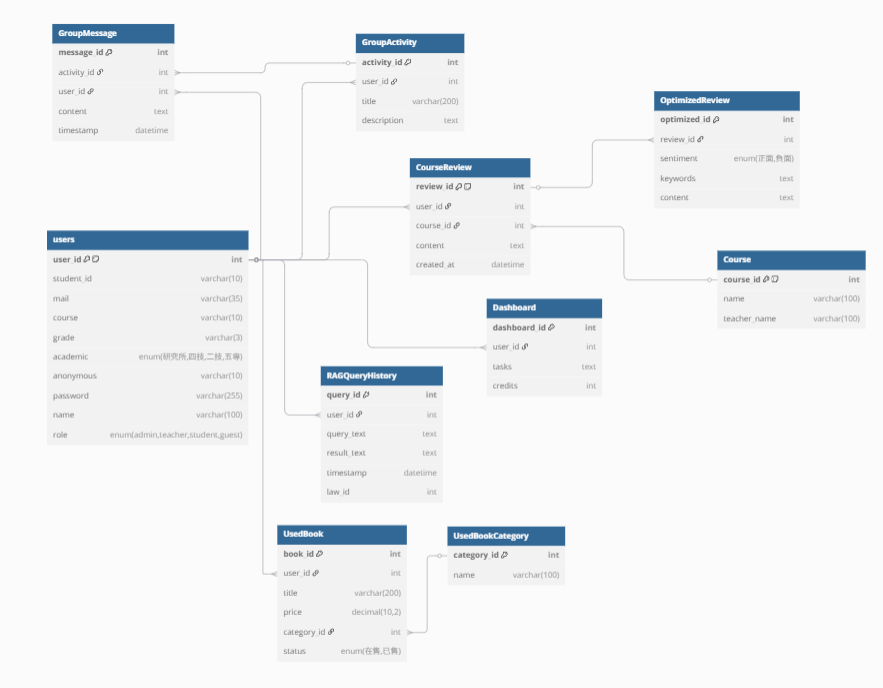 GroupMessage
message_id int
activity_id int
user_id int
content text
timestamp datetime
GroupActivity
activity_id int
user_id int
title varchar(200)
description text
OptimizedReview
optimized_id int
review_id int
sentiment enum(正面,負面)
keywords text
content text
CourseReview
review_id int
user_id int
course_id int
content text
created_at datetime
users
user_id int
student_id varchar(10)
mail varchar(35)
course varchar(10)
grade varchar(3)
academic enum(研究所,四技,二技,五專)
anonymous varchar(10)
password varchar(255)
name varchar(100)
role enum(admin,teacher,student,guest)
Course
course_id int
name varchar(100)
teacher_name varchar(100)
Dashboard
dashboard_id int
user_id int
tasks text
credits int
RAGQueryHistory
query_id int
user_id int
query_text text
result_text text
timestamp datetime
law_id int
UsedBook
book_id int
user_id int
title varchar(200)
price decimal(10,2)
category_id int
status enum(在售,已售)
UsedBookCategory
category_id int
name varchar(100)